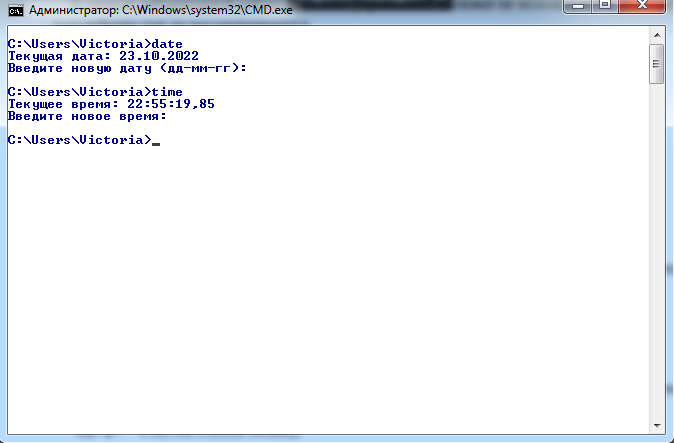 Администратор: C:\Windows\system32\CMD.exe
C:\Users\Victoria>date
Текущая дата: 23.10.2022
Введите новую дату (дд-мм-гг):
C:\Users\Victoria>time
Текущее время: 22:55:19,85
Введите новое время:
C:\Users\Victoria>_